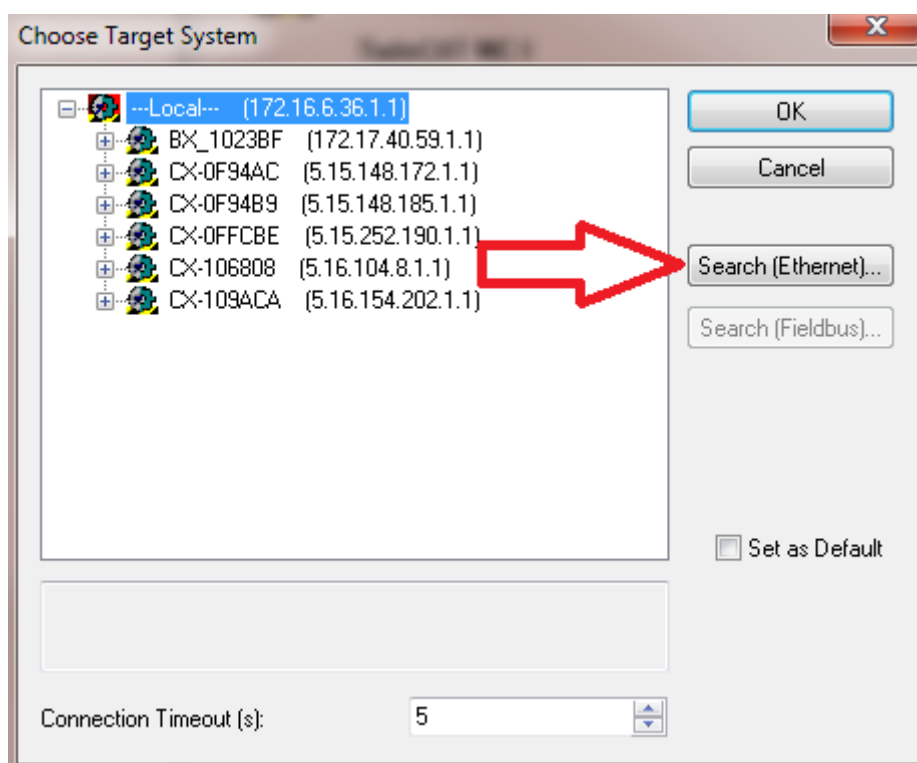 Choose Target System
---Local--- (172.16.6.36.1.1)
BX_1023BF (172.17.40.59.1.1)
CX-0F94AC (5.15.148.172.1.1)
CX-0F94B9 (5.15.148.185.1.1)
CX-0FFCBE (5.15.252.190.1.1)
CX-106808 (5.16.104.8.1.1)
CX-109ACA (5.16.154.202.1.1)
OK
Cancel
Search (Ethernet)...
Search (Fieldbus)...
Set as Default
Connection Timeout (s):
5